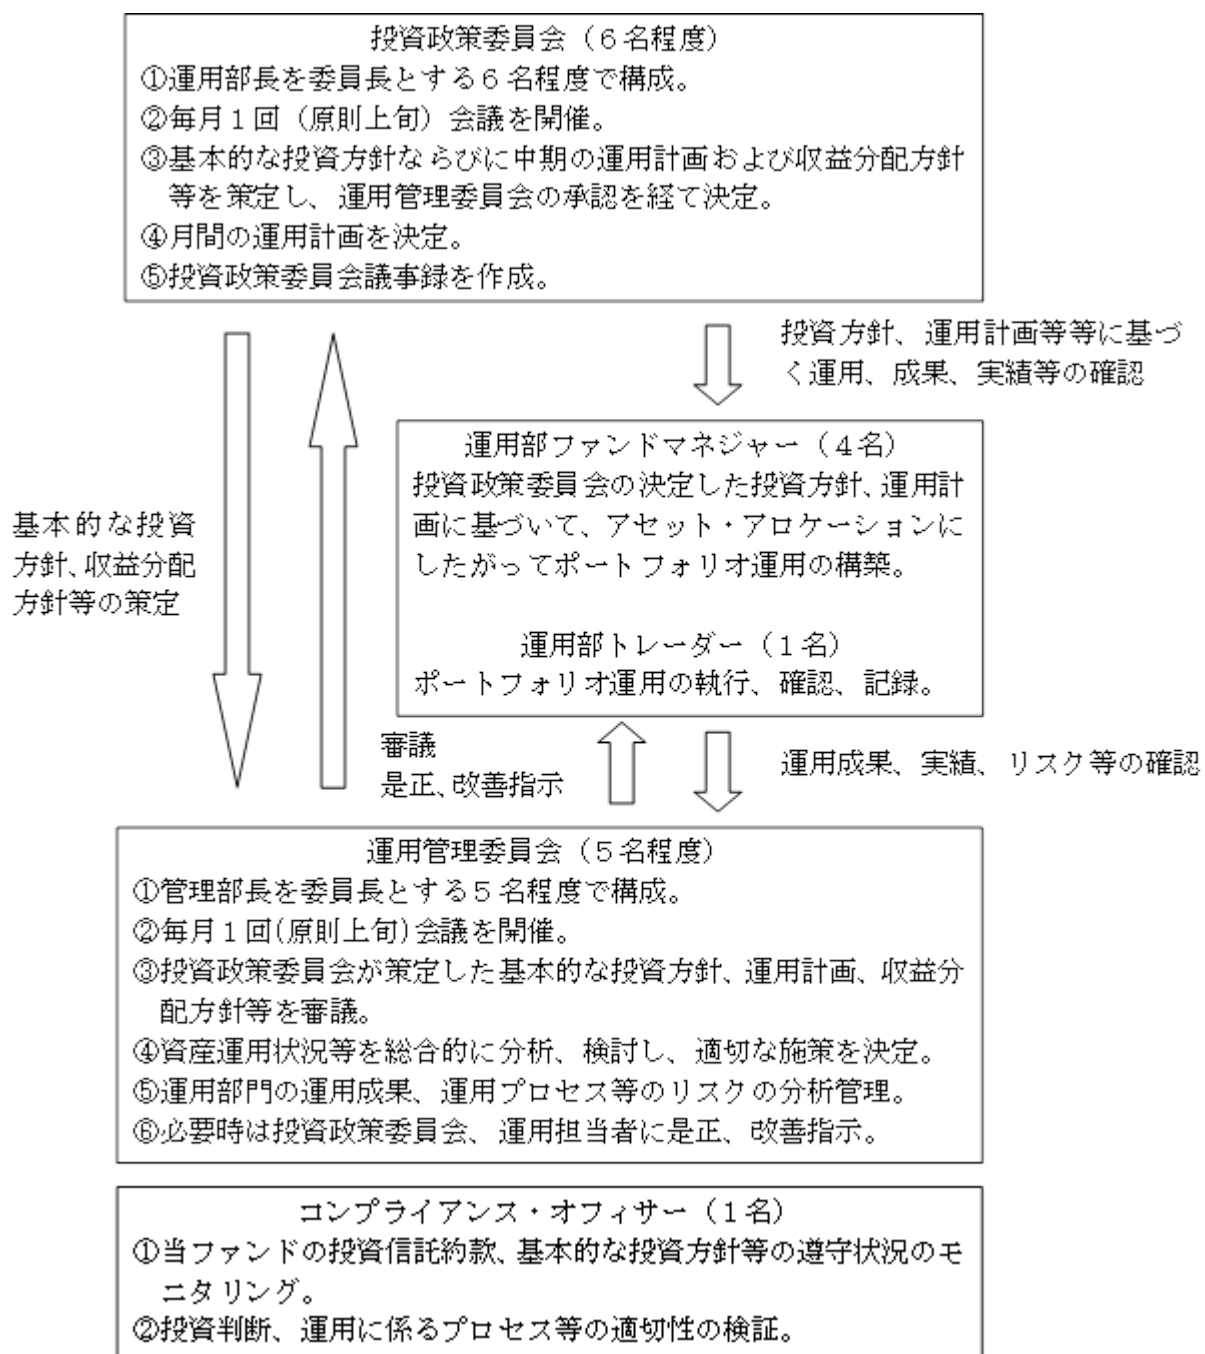 投資政策委員会（６名程度）
①運用部長を委員長とする６名程度で構成。
②毎月１回（原則上旬）会議を開催。
③基本的な投資方針ならびに中期の運用計画および収益分配方針
等を策定し、運用管理委員会の承認を経て決定。
④月間の運用計画を決定。
⑤投資政策委員会議事録を作成。
投資方針、運用計画等等に基づ
く運用、成果、実績等の確認
運用部ファンドマネジャー（４名）
投資政策委員会の決定した投資方針、運用計
画に基づいて、アセット・アロケーションに
したがってポートフォリオ運用の構築。
運用部トレーダー（１名）
ポートフォリオ運用の執行、確認、記録。
基本的な投資
方針、収益分配
方針等の策定
審議
是正、改善指示
運用成果、実績、リスク等の確認
運用管理委員会（５名程度）
①管理部長を委員長とする５名程度で構成。
②毎月１回(原則上旬)会議を開催。
③投資政策委員会が策定した基本的な投資方針、運用計画、収益分
配方針等を審議。
④資産運用状況等を総合的に分析、検討し、適切な施策を決定。
⑤運用部門の運用成果、運用プロセス等のリスクの分析管理。
⑥必要時は投資政策委員会、運用担当者に是正、改善指示。
コンプライアンス・オフィサー（１名）
①当ファンドの投資信託約款、基本的な投資方針等の遵守状況のモ
ニタリング。
②投資判断、運用に係るプロセス等の適切性の検証。